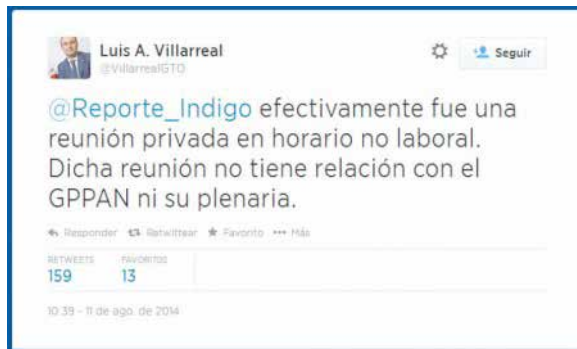 Luis A. Villarreal
@VillarrealGTO
Seguir
@Reporte_Indigo efectivamente fue una
reunión privada en horario no laboral.
Dicha reunión no tiene relación con el
GPPAN ni su plenaria.
Responder Retwittear Favorito Más
RETWEETS FAVORITOS
159 13
10:39 - 11 de ago. de 2014